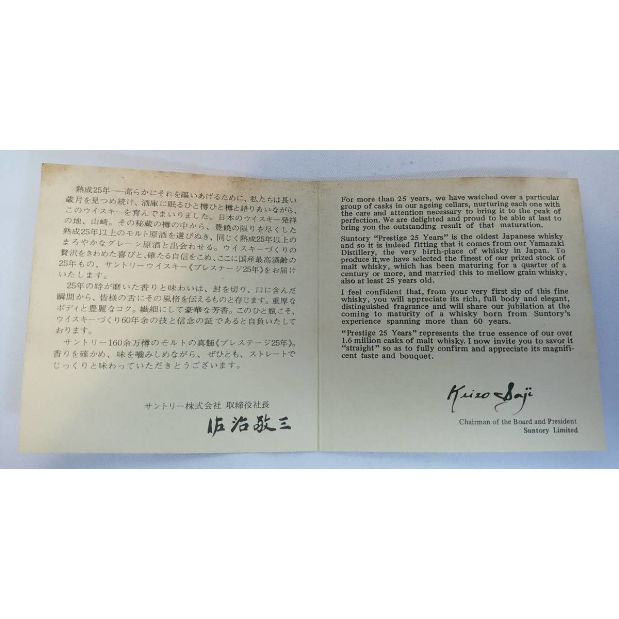 熟成25年──高らかにそれを謳いあげるために、私たちは長い
歳月を見つめ続け、酒庫に眠るひと樽ひと樽と語りあいながら、
このウイスキーを育んでまいりました。日本のウイスキー発祥
の地、山崎。その秘蔵の樽の中から、豊饒の限りを尽くした
25年以上のモルト原酒を選びぬき、同じく熟成25年以上の
まろやかなグレーン原酒と出会わせる。ウイスキーづくりの
贅沢をきわめた喜びと、確たる自信をこめ、ここに国産最高酒齢の
25年もの、サントリーウイスキー《プレステージ25年》をお届け
いたします。
25年の時が磨いた香りと味わいは、封を切り、口に含んだ
瞬間から、皆様の舌にその風格を伝えるものと存じます。重厚な
ボディと豊麗なコク。繊細にして豪華な芳香。このひと瓶こそ、
ウイスキーづくり60年余の技と信念の証であると自負いたして
おります。
サントリー160余万樽のモルトの真髄《プレステージ25年》。
香りを確かめ、味を噛みしめながら、ぜひとも、ストレートで
じっくりと味わっていただきとうございます。
サントリー株式会社 取締役社長
佐治敬三
For more than 25 years, we have watched over a particular
group of casks in our ageing cellars, nurturing each one with
the care and attention necessary to bring it to the peak of
perfection. We are delighted and proud to be able at last to
bring you the outstanding result of that maturation.
Suntory "Prestige 25 Years" is the oldest Japanese whisky
and so it is indeed fitting that it comes from our Yamazaki
Distillery, the very birth-place of whisky in Japan. To
produce it,we have selected the finest of our prized stock of
malt whisky, which has been maturing for a quarter of a
century or more, and married this to mellow grain whisky,
also at least 25 years old.
I feel confident that, from your very first sip of this fine
whisky, you will appreciate its rich, full body and elegant,
distinguished fragrance and will share our jubilation at the
coming to maturity of a whisky born from Suntory's
experience spanning more than 60 years.
"Prestige 25 Years" represents the true essence of our over
1.6 million casks of malt whisky. I now invite you to savor it
"straight" so as to fully confirm and appreciate its magnifi-
cent taste and bouquet.
Keizo Saji
Chairman of the Board and President
Suntory Limited